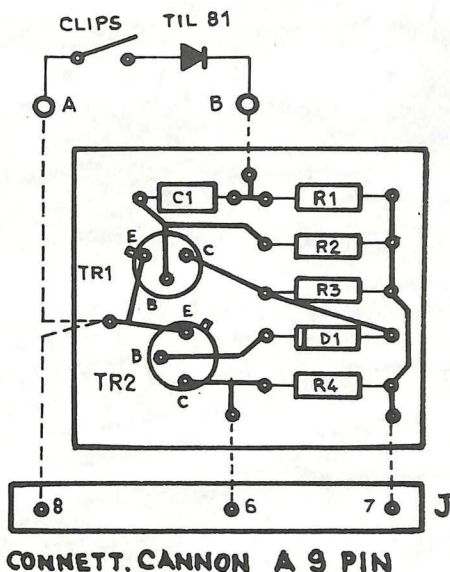 CLIPS TIL 81
A B
C1 R1
E C R2
TR1 B R3
E
B D1
TR2 C R4
8 6 7 J
CONNETT. CANNON A 9 PIN